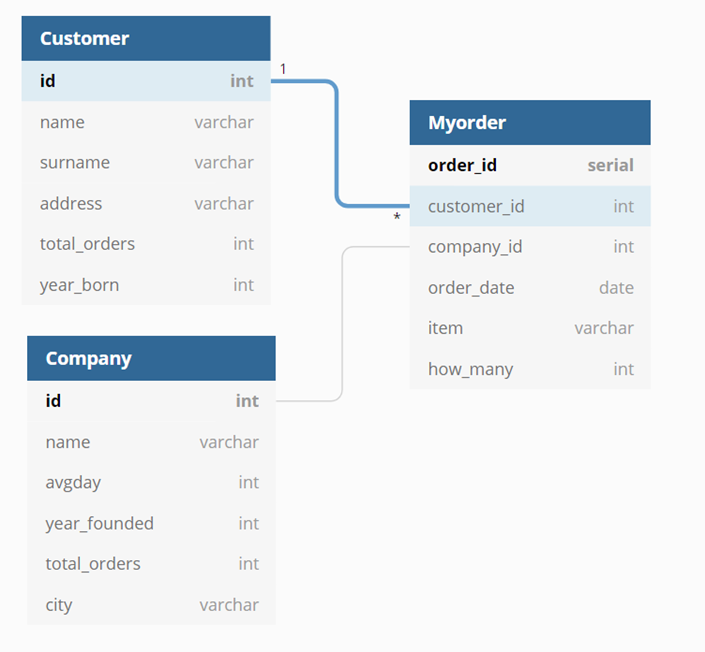 Customer
id int
name varchar
surname varchar
address varchar
total_orders int
year_born int
1
*
Myorder
order_id serial
customer_id int
company_id int
order_date date
item varchar
how_many int
Company
id int
name varchar
avgday int
year_founded int
total_orders int
city varchar